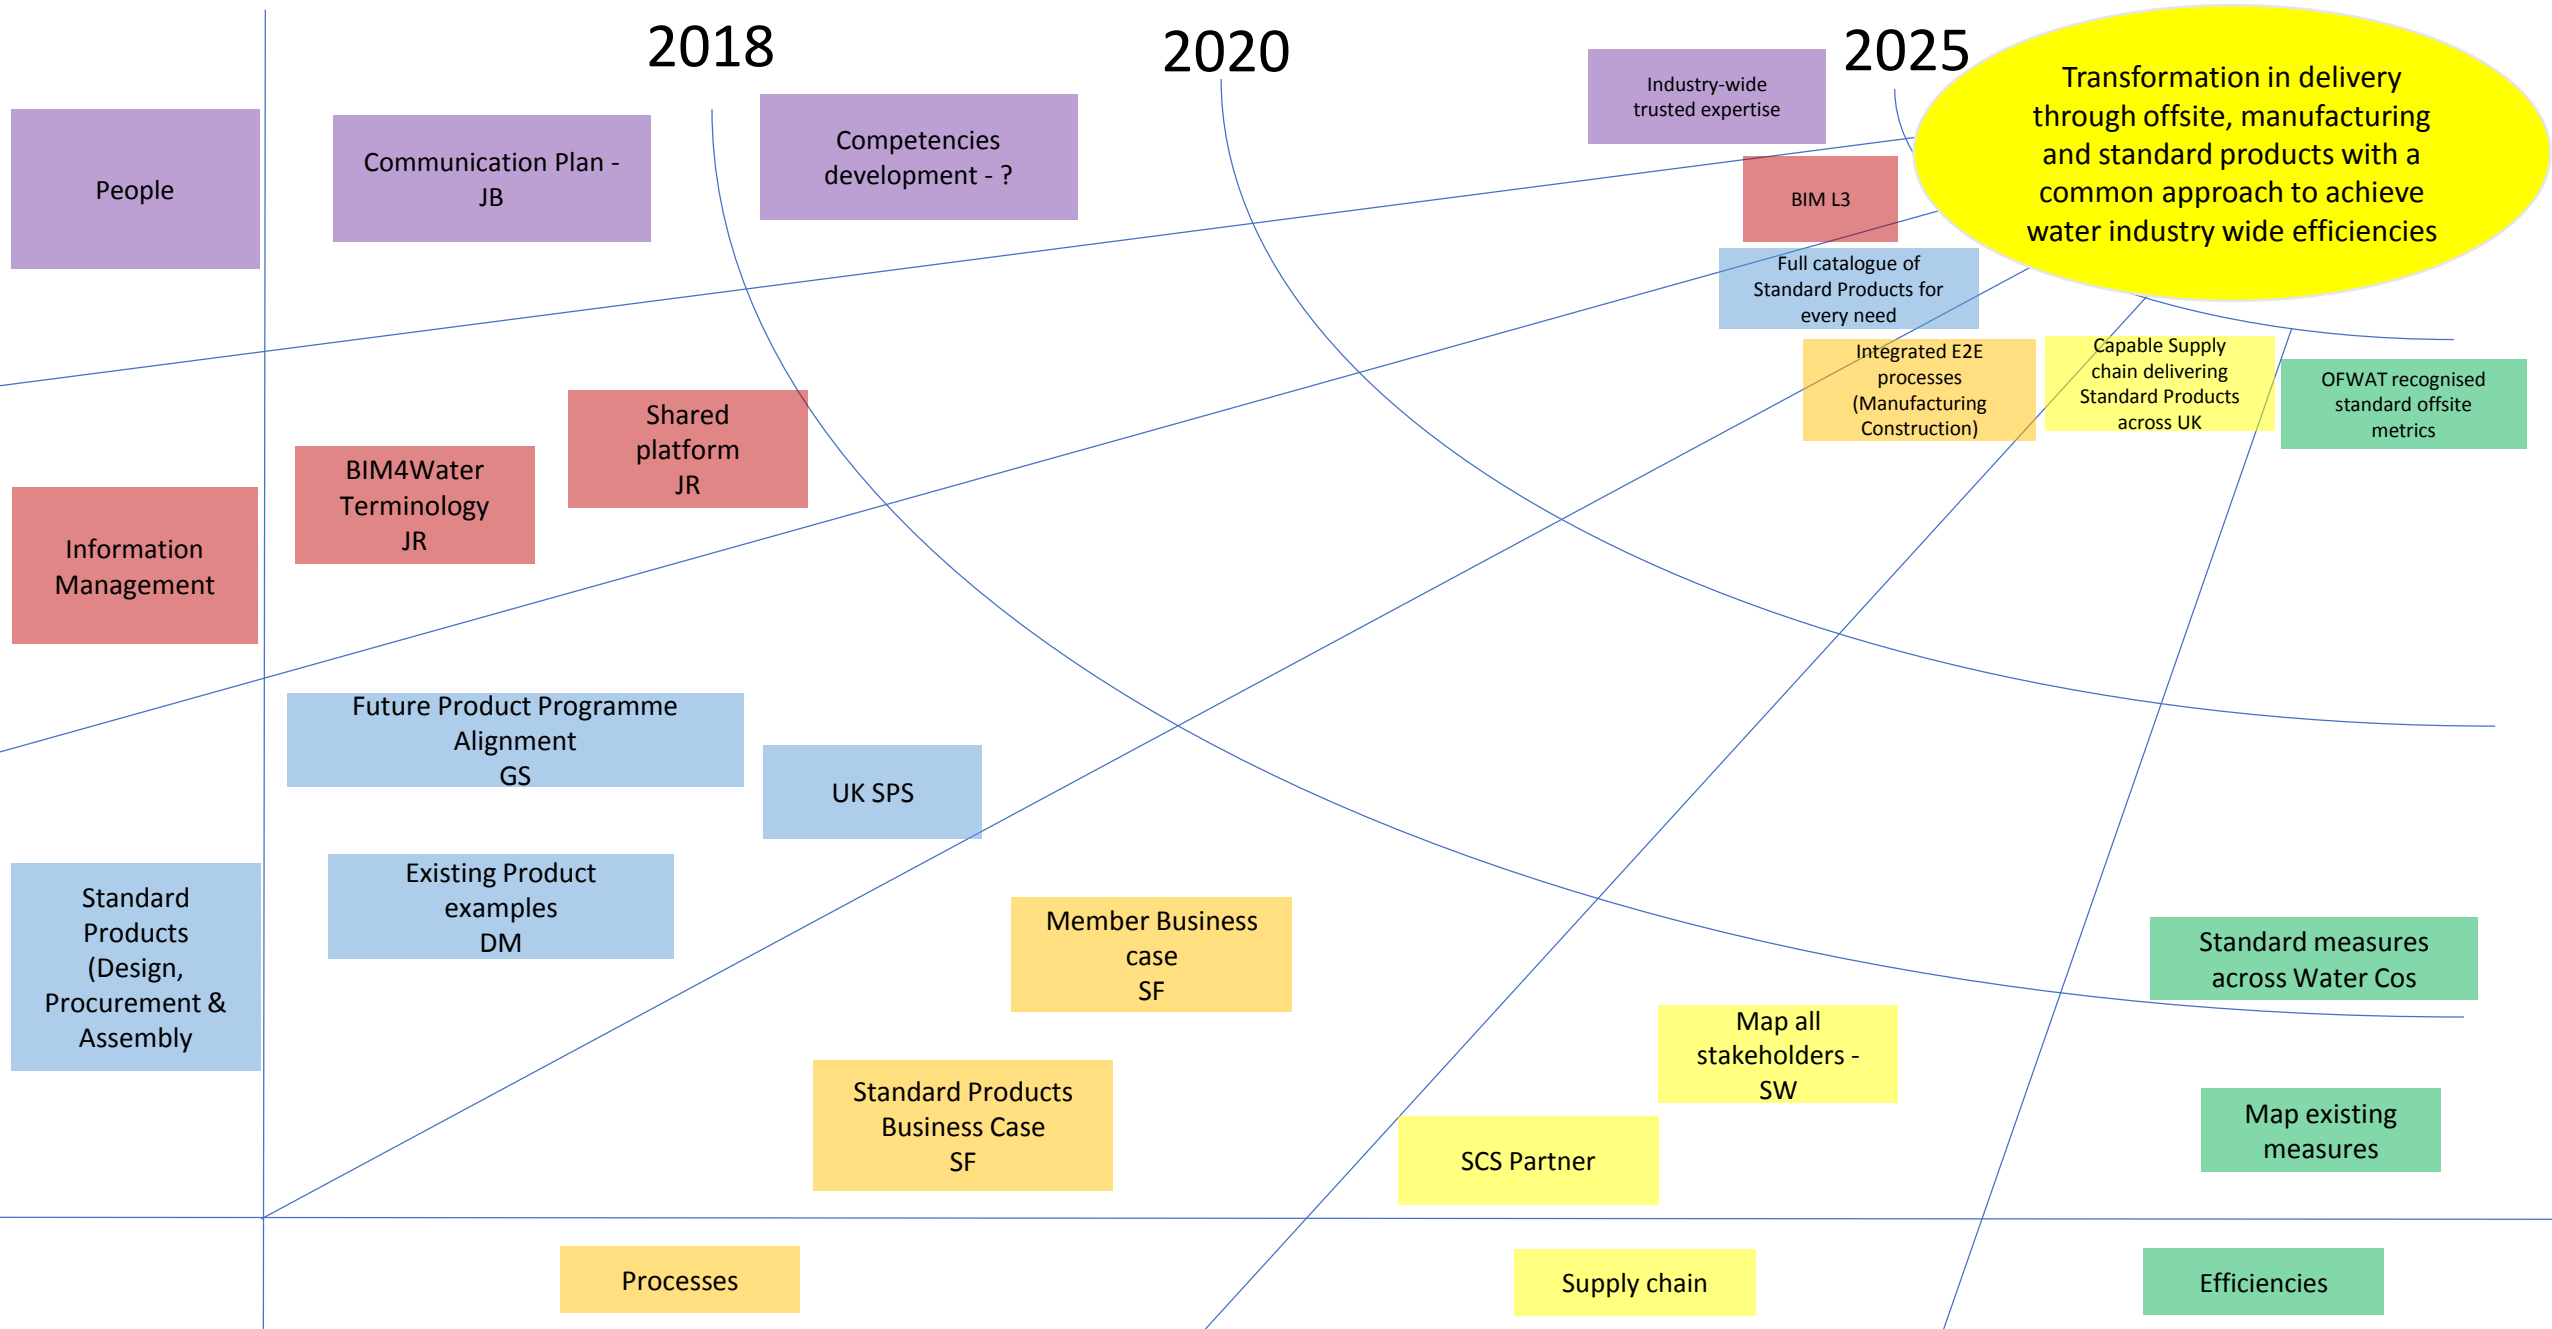 2018
2020
2025
Transformation in delivery
through offsite, manufacturing
and standard products with a
common approach to achieve
water industry wide efficiencies
Industry-wide
trusted expertise
People
Communication Plan -
JB
Competencies
development - ?
BIM L3
Full catalogue of
Standard Products for
every need
Integrated E2E
processes
(Manufacturing
Construction)
Capable Supply
chain delivering
Standard Products
across UK
OFWAT recognised
standard offsite
metrics
Information
Management
BIM4Water
Terminology
JR
Shared
platform
JR
Future Product Programme
Alignment
GS
UK SPS
Standard
Products
(Design,
Procurement &
Assembly
Existing Product
examples
DM
Member Business
case
SF
Standard Products
Business Case
SF
Map all
stakeholders -
SW
SCS Partner
Standard measures
across Water Cos
Map existing
measures
Processes
Supply chain
Efficiencies